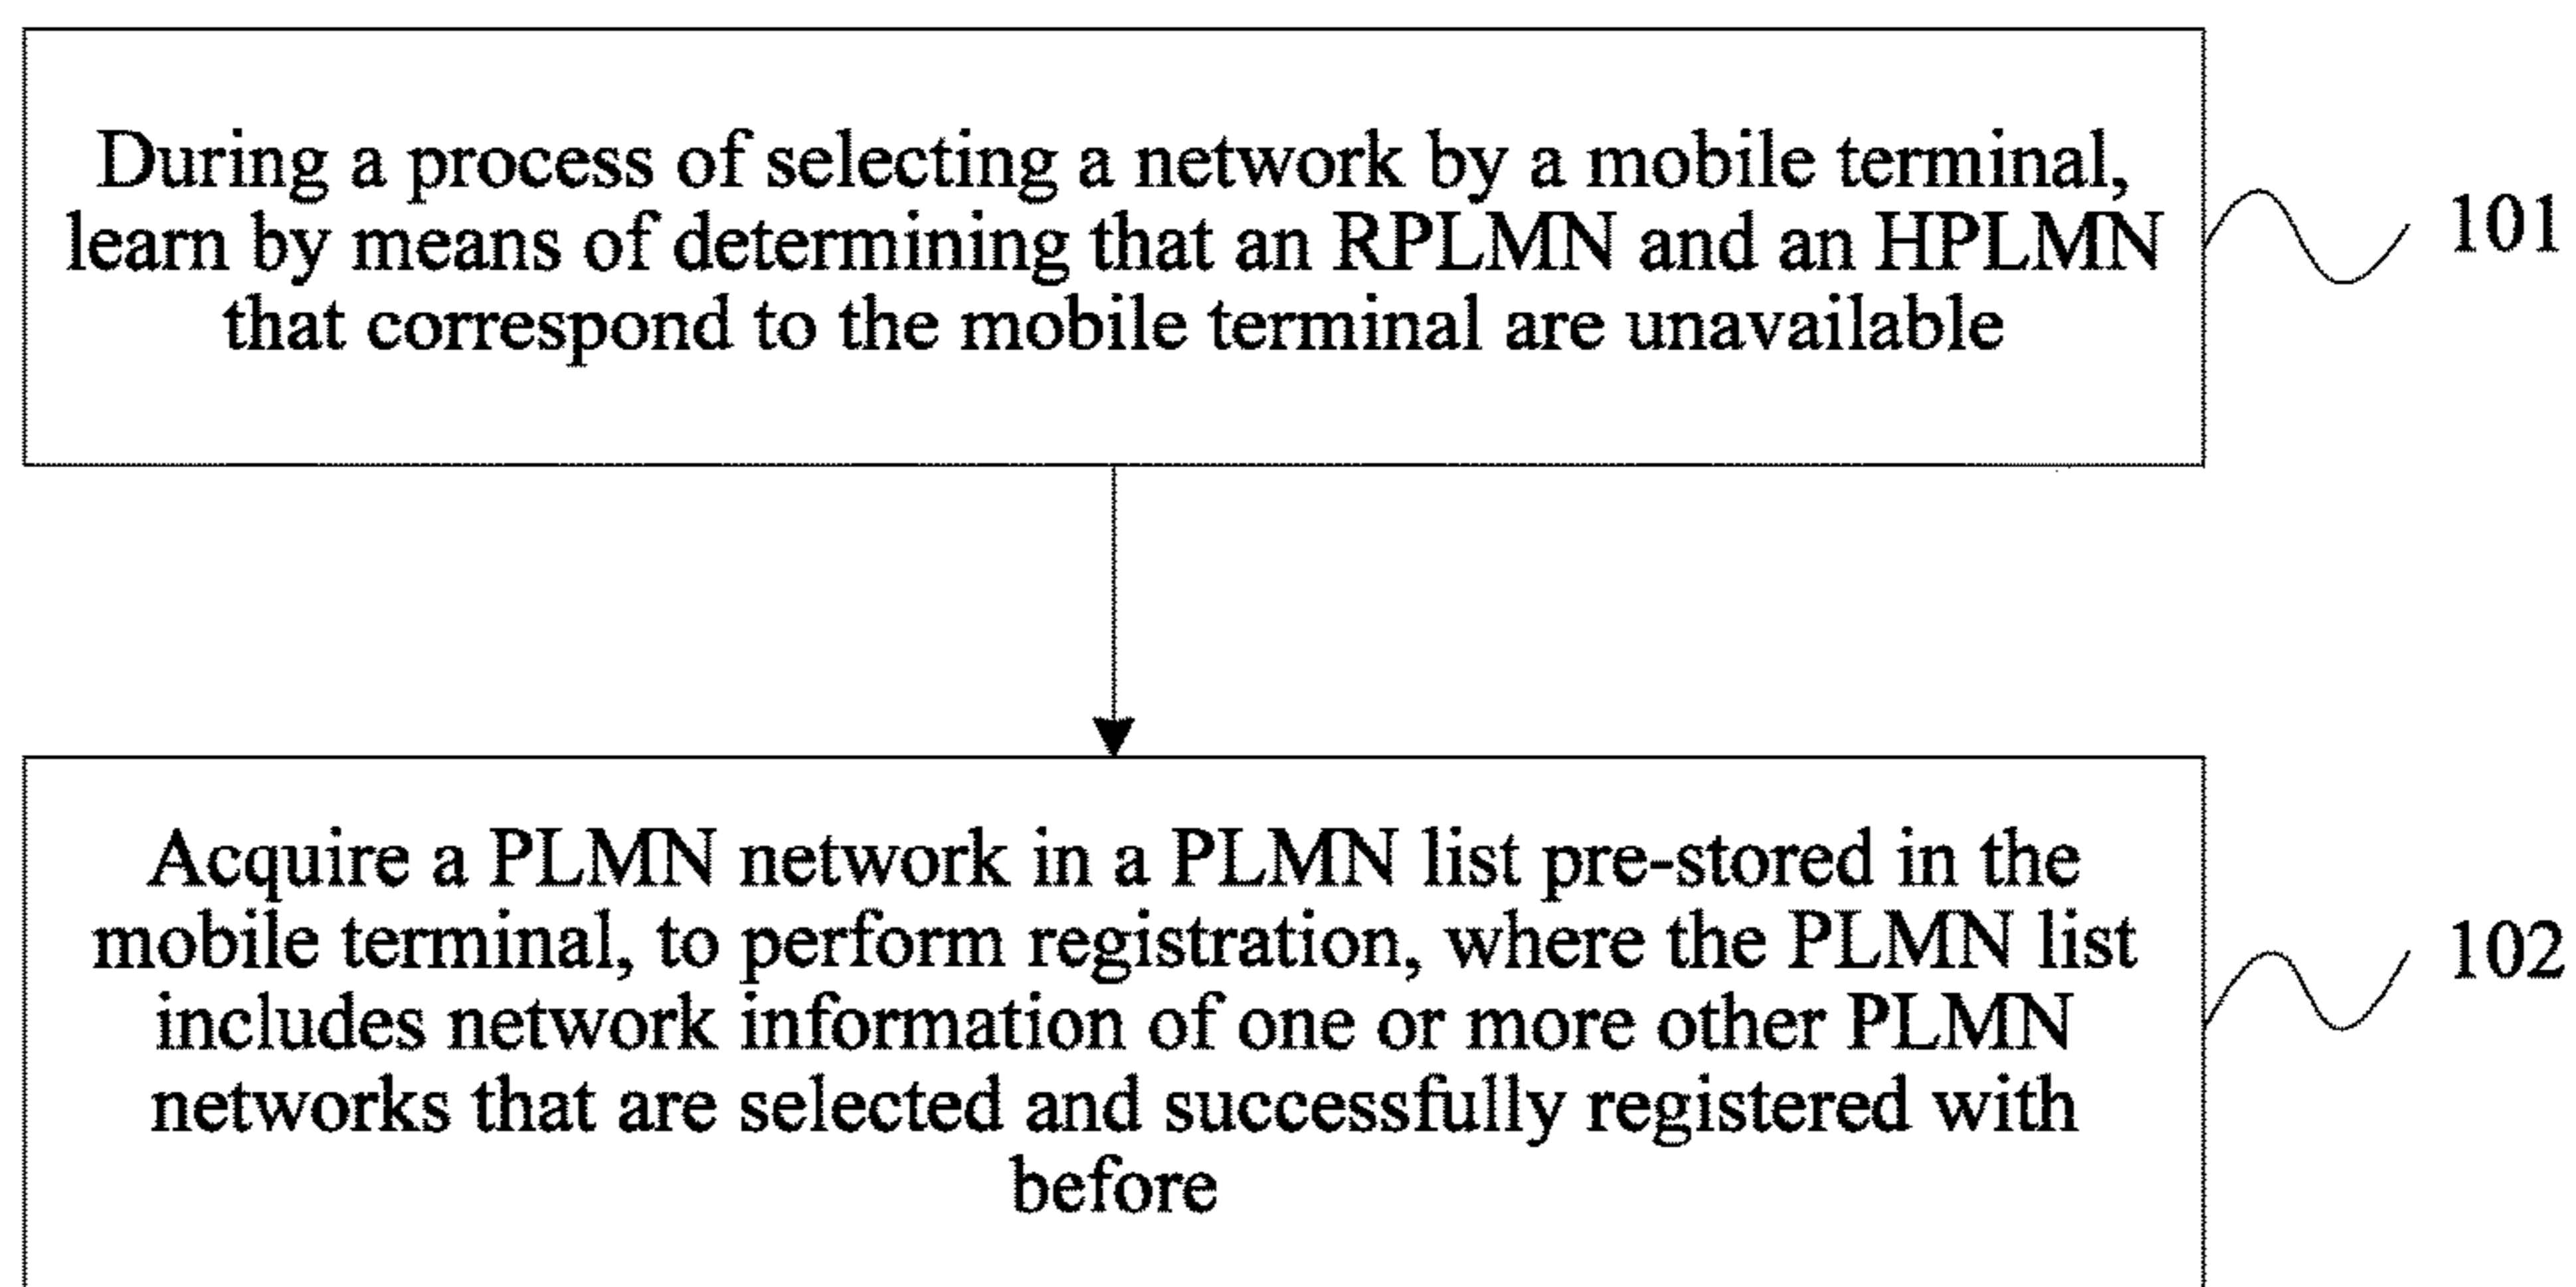 During a process of selecting a network by a mobile terminal,
learn by means of determining that an RPLMN and an HPLMN
that correspond to the mobile terminal are unavailable
101
Acquire a PLMN network in a PLMN list pre-stored in the
mobile terminal, to perform registration, where the PLMN list
includes network information of one or more other PLMN
networks that are selected and successfully registered with
before
102